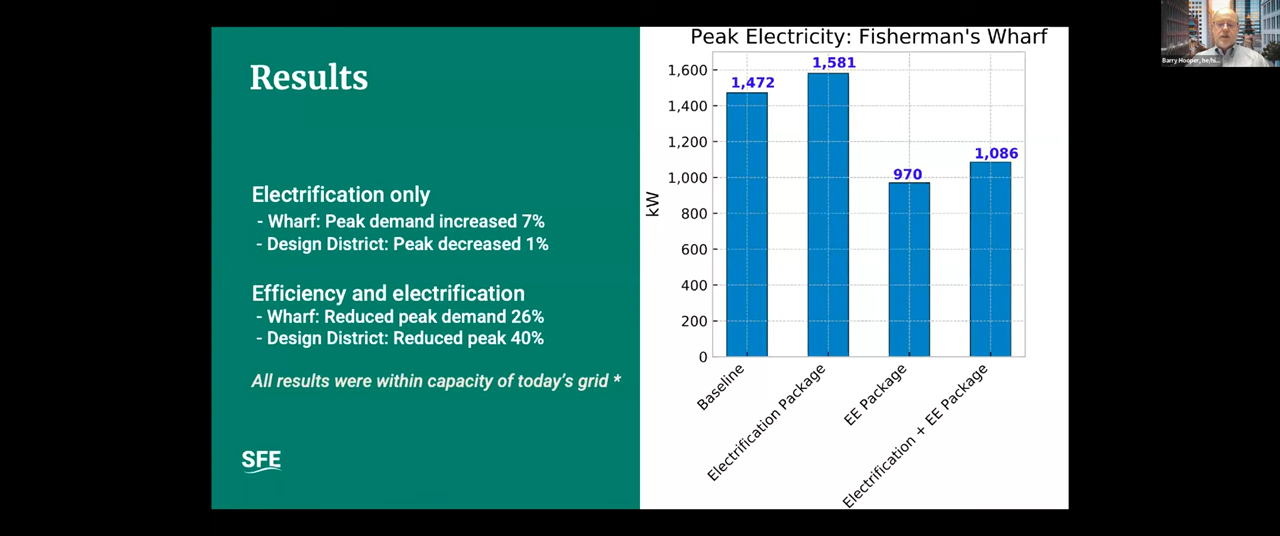 Results
Electrification only
- Wharf: Peak demand increased 7%
- Design District: Peak decreased 1%
Efficiency and electrification
- Wharf: Reduced peak demand 26%
- Design District: Reduced peak 40%
All results were within capacity of today's grid *
SFE
Peak Electricity: Fisherman's Wharf
kW
1,600
1,400
1,200
1,000
800
600
400
200
0
1,472
1,581
970
1,086
Baseline
Electrification Package
EE Package
Electrification + EE Package
Barry Hooper, he/hi...